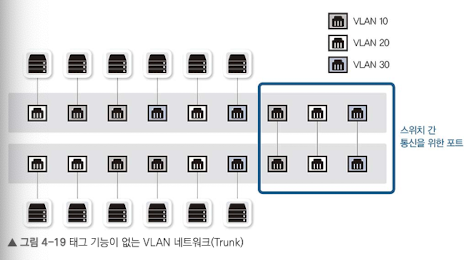 VLAN 10
VLAN 20
VLAN 30
스위치 간
통신을 위한 포트
▲ 그림 4-19 태그 기능이 없는 VLAN 네트워크(Trunk)